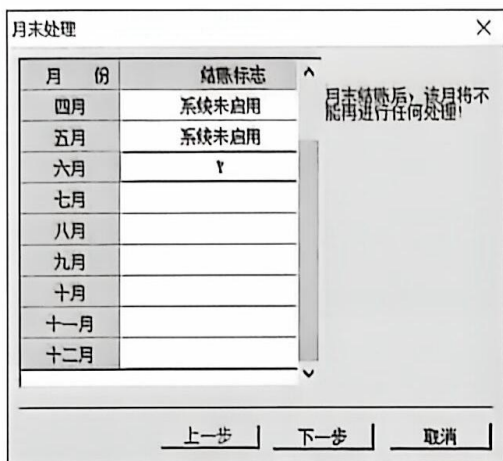 月末处理
月 份 结账标志
四月 系统未启用
五月 系统未启用
六月 Y
七月
八月
九月
十月
十一月
十二月
月末结账后，该月将不
能再进行任何处理！
上一步 下一步 取消